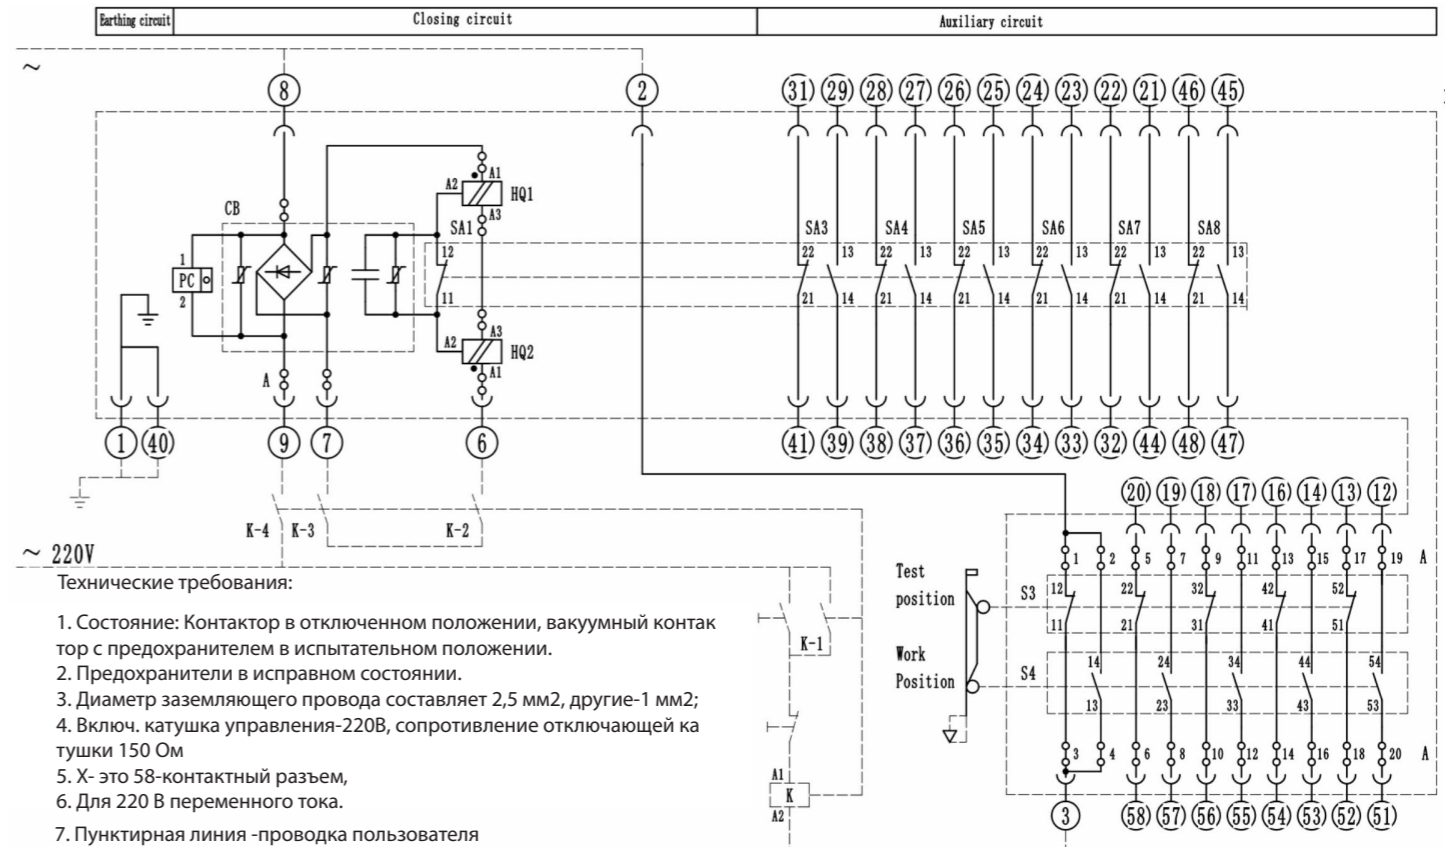 Earthing circuit Closing circuit Auxiliary circuit
~
8 2 31 29 28 27 26 25 24 23 22 21 46 45
A1
A2 HQ1
CB A3
SA1 SA3 SA4 SA5 SA6 SA7 SA8
12 22 13 22 13 22 13 22 13 22 13 22 13
1
PC
2
11 21 14 21 14 21 14 21 14 21 14 21 14
A3
A2 HQ2
A A1
1 40 9 7 6 41 39 38 37 36 35 34 33 32 44 48 47
20 19 18 17 16 14 13 12
K-4 K-3 K-2
~ 220V
1 2 5 7 9 11 13 15 17 19 A
Test
position
S3 12 22 32 42 52
11 21 31 41 51
Work
Position
S4 14 24 34 44 54
13 23 33 43 53
K-1
3 4 6 8 10 12 14 16 18 20 A
A1
K
A2
3 58 57 56 55 54 53 52 51
Технические требования:
1. Состояние: Контактор в отключенном положении, вакуумный контак
тор с предохранителем в испытательном положении.
2. Предохранители в исправном состоянии.
3. Диаметр заземляющего провода составляет 2,5 мм2, другие-1 мм2;
4. Включ. катушка управления-220В, сопротивление отключающей ка
тушки 150 Ом
5. Х- это 58-контактный разъем,
6. Для 220 В переменного тока.
7. Пунктирная линия -проводка пользователя